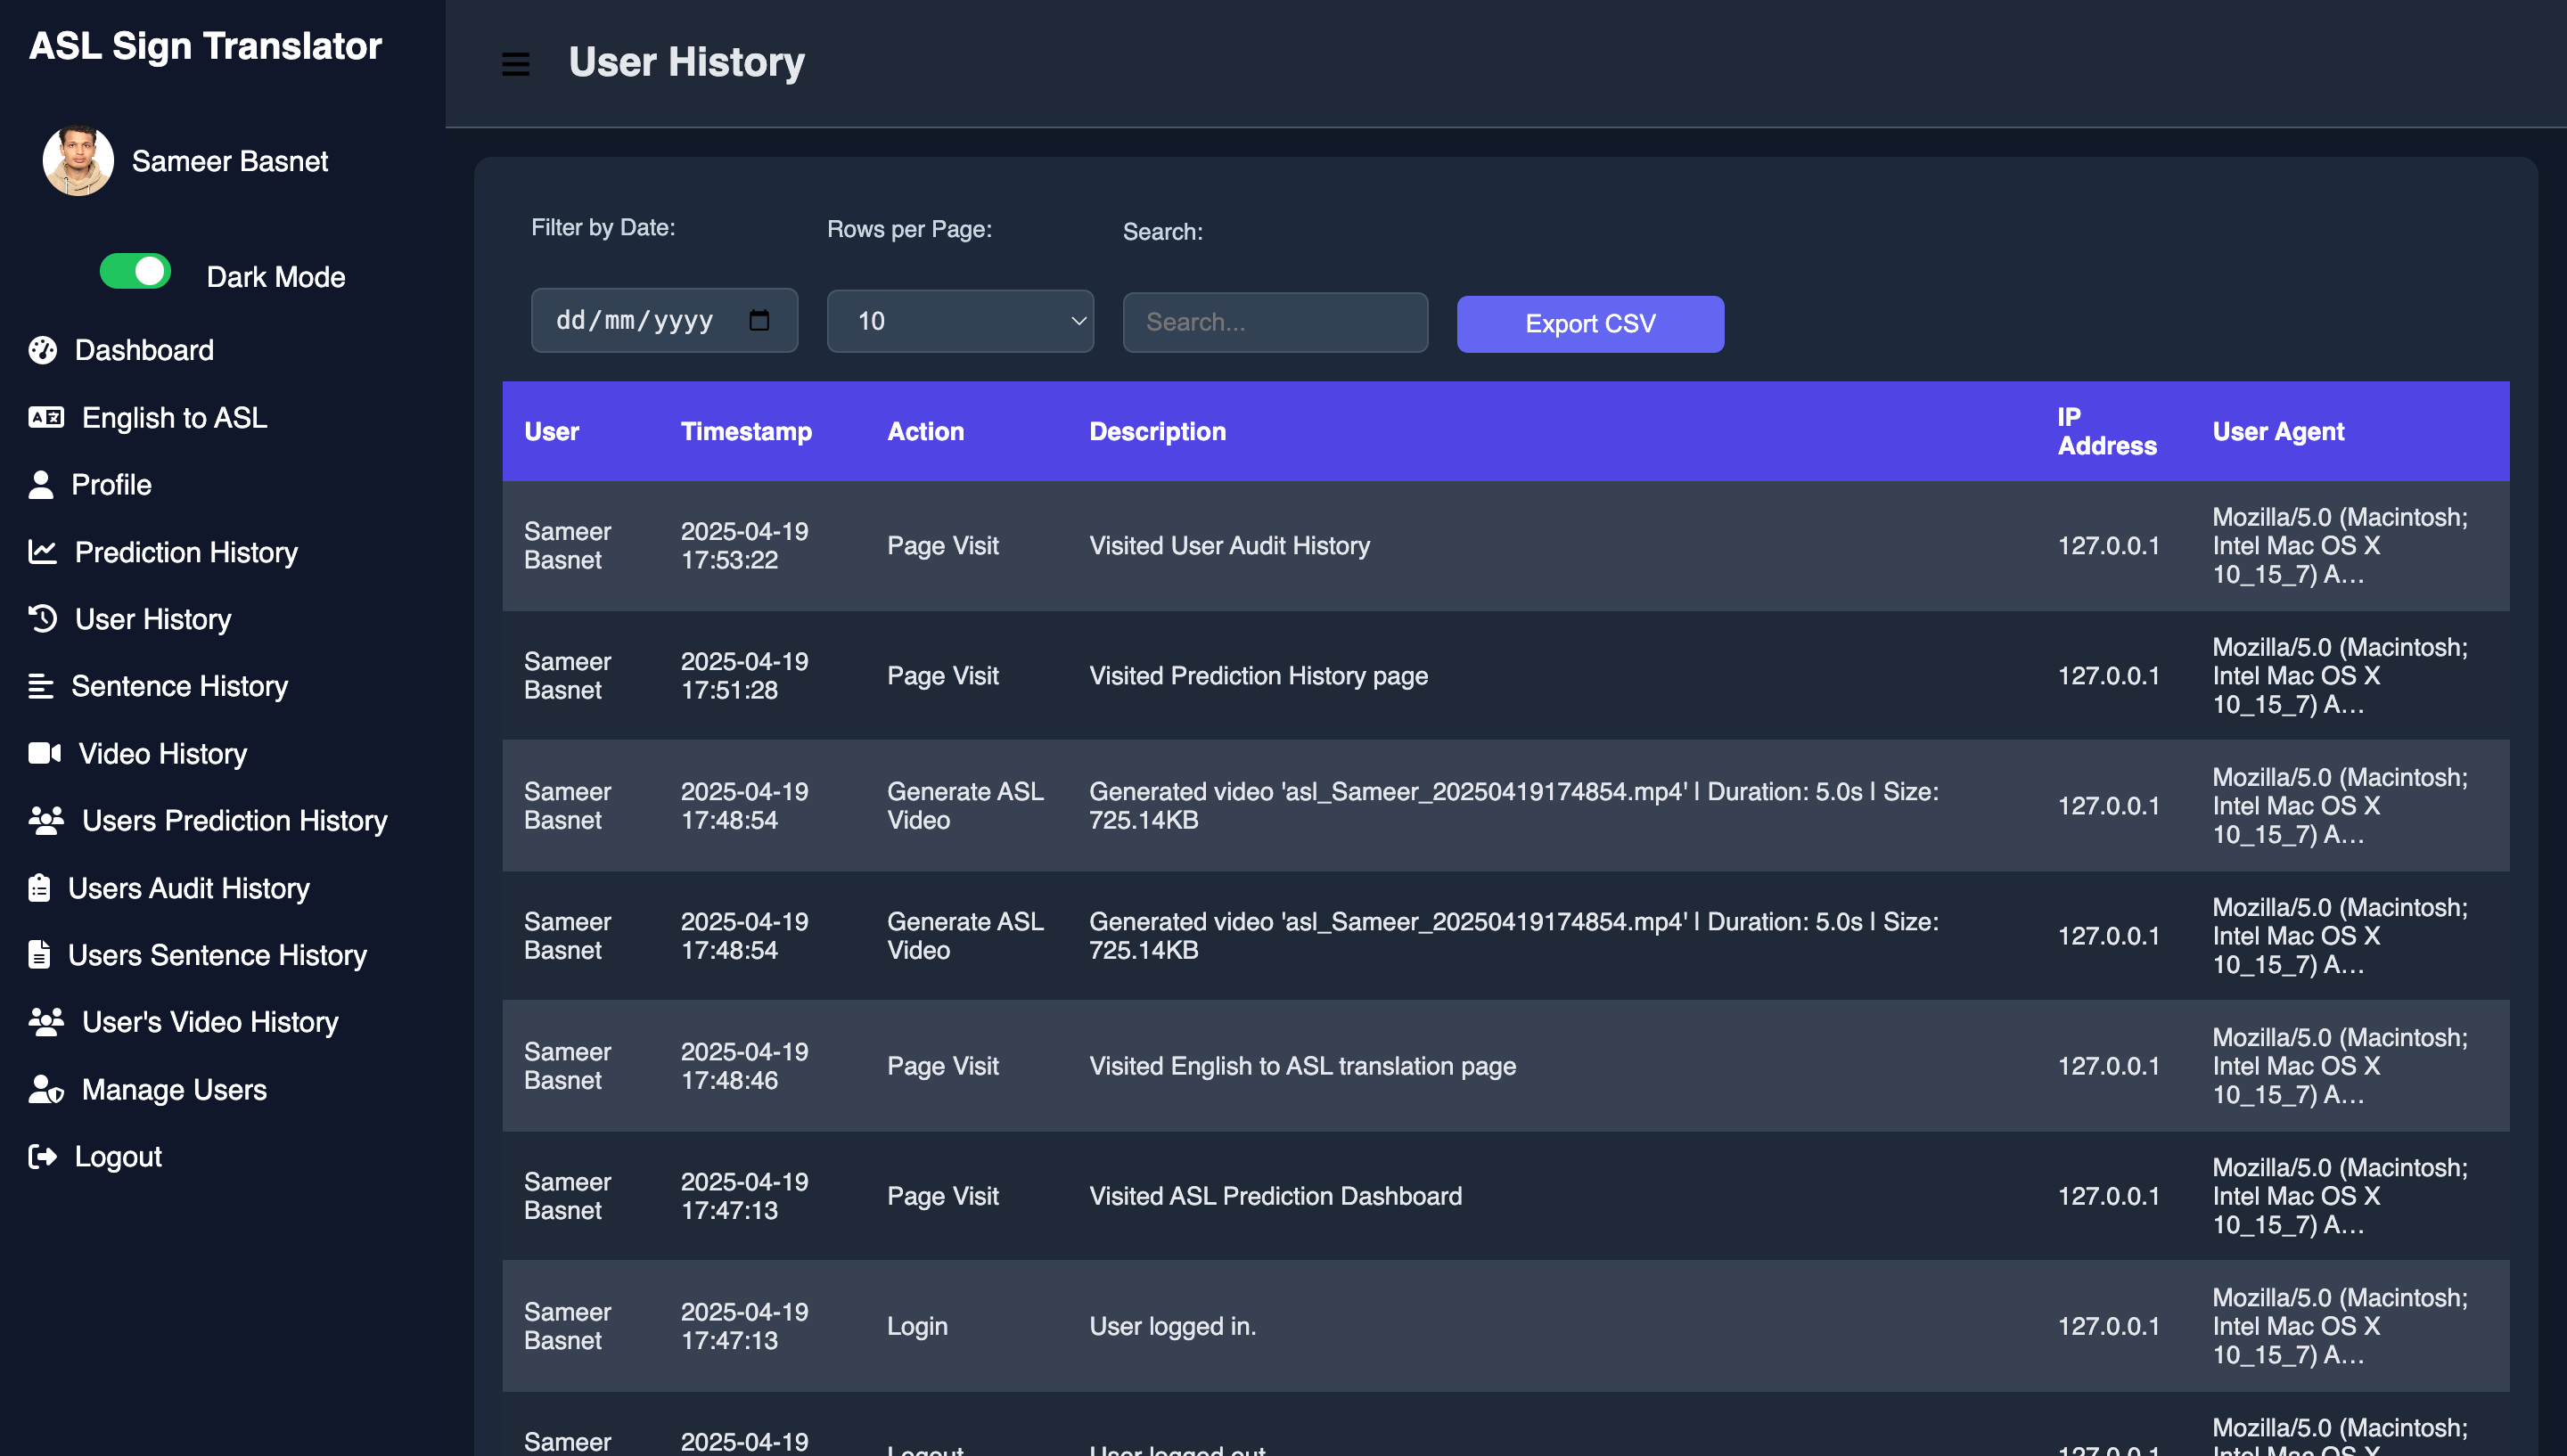 ASL Sign Translator
Sameer Basnet
Dark Mode
Dashboard
English to ASL
Profile
Prediction History
User History
Sentence History
Video History
Users Prediction History
Users Audit History
Users Sentence History
User's Video History
Manage Users
Logout
User History
Filter by Date:
Rows per Page:
Search:
dd/mm/yyyy
10
Search...
Export CSV
User Timestamp Action Description IP Address User Agent
Sameer Basnet 2025-04-19 17:53:22 Page Visit Visited User Audit History 127.0.0.1 Mozilla/5.0 (Macintosh; Intel Mac OS X 10_15_7) A...
Sameer Basnet 2025-04-19 17:51:28 Page Visit Visited Prediction History page 127.0.0.1 Mozilla/5.0 (Macintosh; Intel Mac OS X 10_15_7) A...
Sameer Basnet 2025-04-19 17:48:54 Generate ASL Video Generated video 'asl_Sameer_20250419174854.mp4' | Duration: 5.0s | Size: 725.14KB 127.0.0.1 Mozilla/5.0 (Macintosh; Intel Mac OS X 10_15_7) A...
Sameer Basnet 2025-04-19 17:48:54 Generate ASL Video Generated video 'asl_Sameer_20250419174854.mp4' | Duration: 5.0s | Size: 725.14KB 127.0.0.1 Mozilla/5.0 (Macintosh; Intel Mac OS X 10_15_7) A...
Sameer Basnet 2025-04-19 17:48:46 Page Visit Visited English to ASL translation page 127.0.0.1 Mozilla/5.0 (Macintosh; Intel Mac OS X 10_15_7) A...
Sameer Basnet 2025-04-19 17:47:13 Page Visit Visited ASL Prediction Dashboard 127.0.0.1 Mozilla/5.0 (Macintosh; Intel Mac OS X 10_15_7) A...
Sameer Basnet 2025-04-19 17:47:13 Login User logged in. 127.0.0.1 Mozilla/5.0 (Macintosh; Intel Mac OS X 10_15_7) A...
Sameer 2025-04-19 Logout User logged out 127.0.0.1 Mozilla/5.0 (Macintosh; Intel Mac OS X